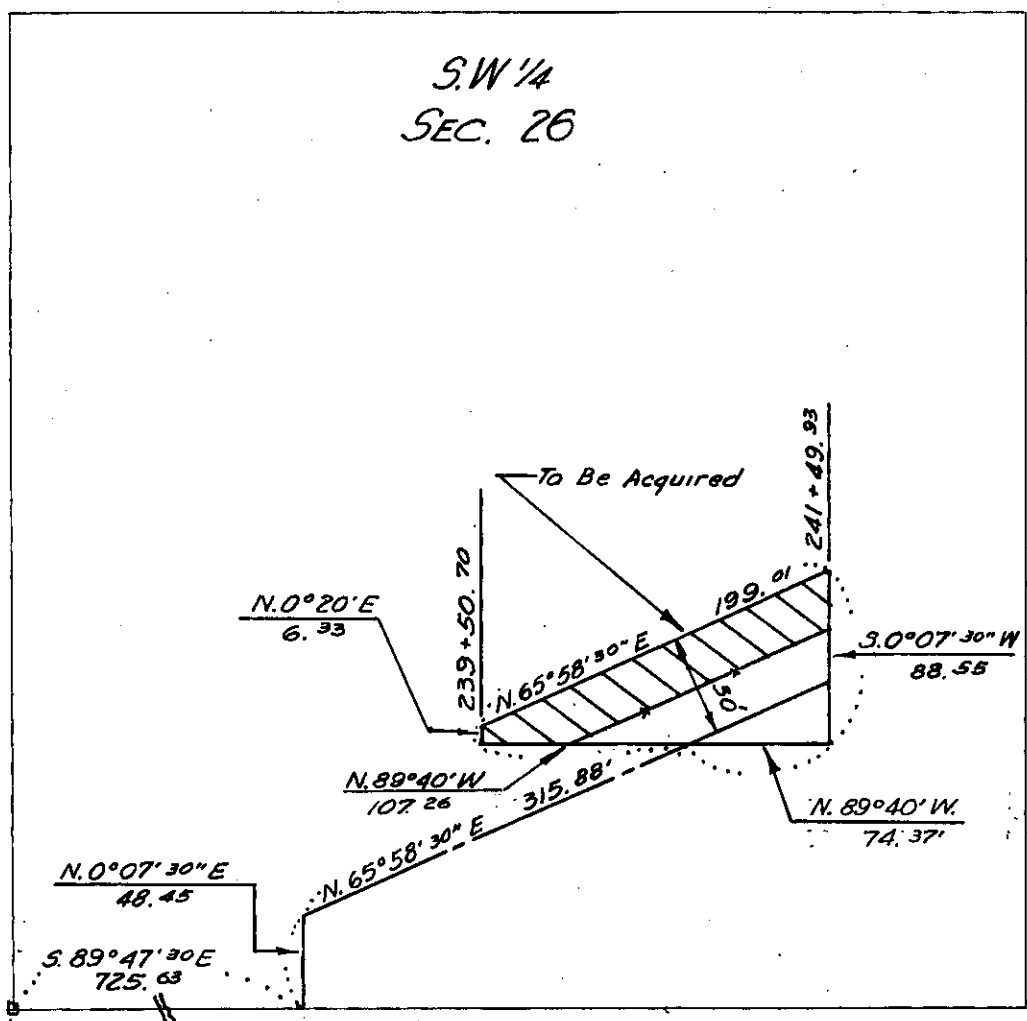 S.W 1/4
SEC. 26
To Be Acquired
241 + 49.93
239 + 50.70
199.01
N. 0° 20' E
6.33
N. 65° 58' 30" E
S. 0° 07' 30" W
88.55
50'
N. 89° 40' W
107.26
315.88'
N. 65° 58' 30" E
N. 89° 40' W.
74.37'
N. 0° 07' 30" E
48.45
S. 89° 47' 30 E
725.63